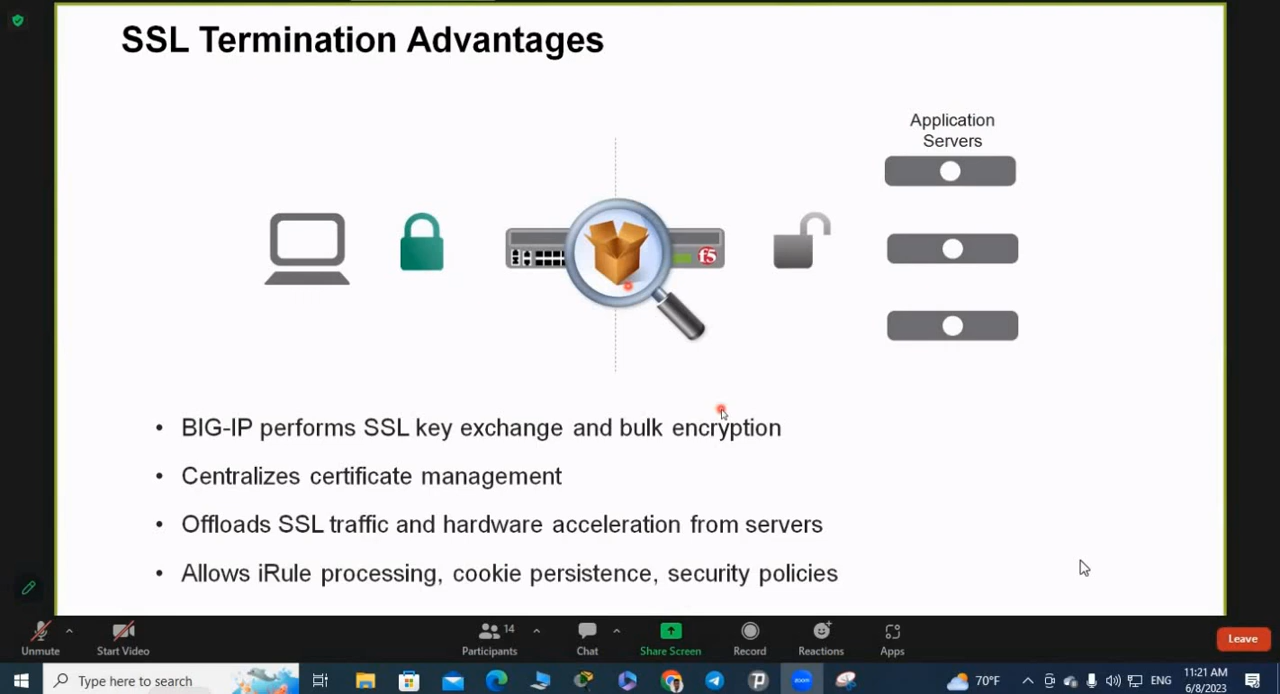 SSL Termination Advantages
Application
Servers
f5
• BIG-IP performs SSL key exchange and bulk encryption
• Centralizes certificate management
• Offloads SSL traffic and hardware acceleration from servers
• Allows iRule processing, cookie persistence, security policies
Unmute
Start Video
14
Participants
Chat
Share Screen
Record
Reactions
Apps
Leave
Type here to search
70°F
ENG
11:21 AM
6/8/2023